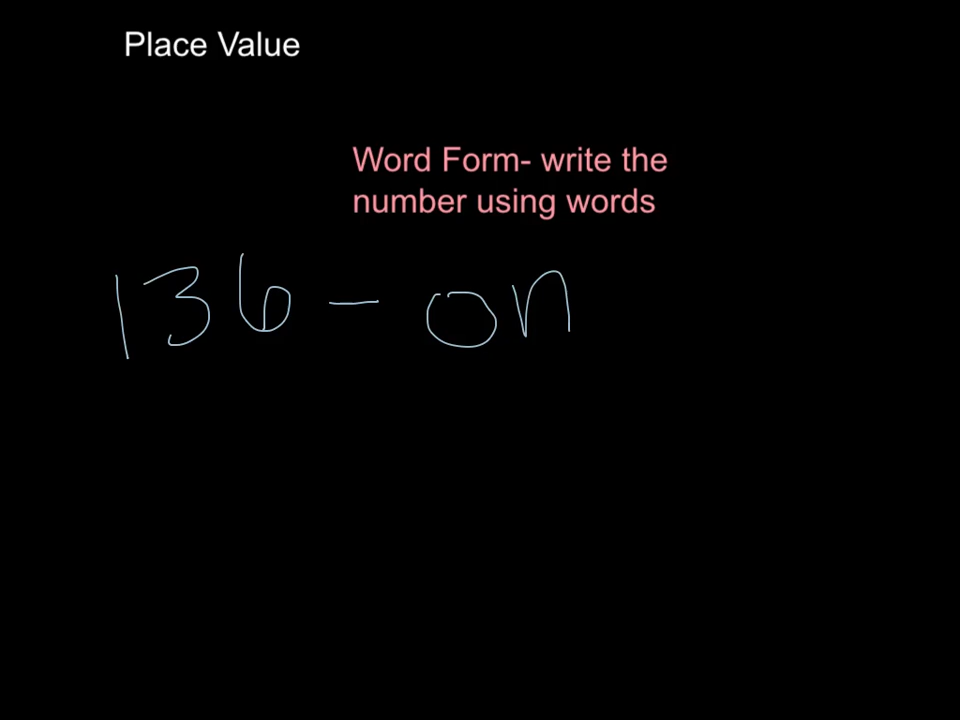 Place Value
Word Form- write the
number using words
136 - on